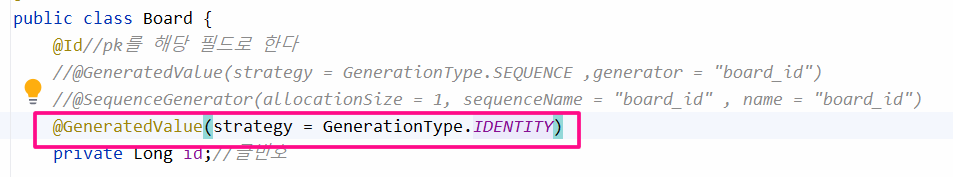 public class Board {
@Id//pk를 해당 필드로 한다
//@GeneratedValue(strategy = GenerationType.SEQUENCE ,generator = "board_id")
//@SequenceGenerator(allocationSize = 1, sequenceName = "board_id" , name = "board_id")
@GeneratedValue(strategy = GenerationType.IDENTITY)
private Long id;//글번호